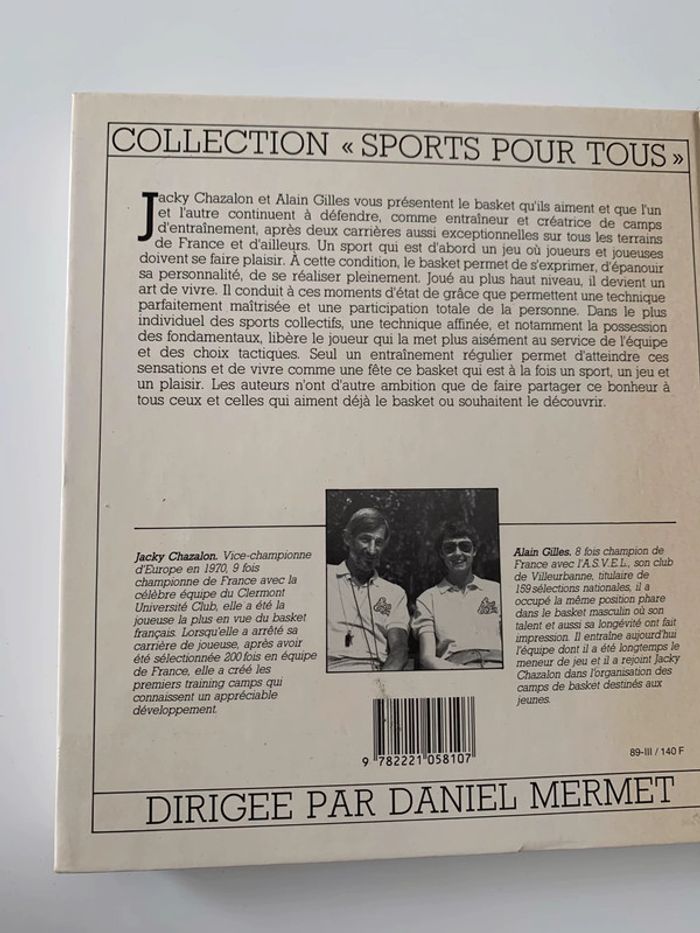 COLLECTION « SPORTS POUR TOUS »
Jacky Chazalon et Alain Gilles vous présentent le basket qu'ils aiment et que l'un
et l'autre continuent à défendre, comme entraîneur et créatrice de camps
d'entraînement, après deux carrières aussi exceptionnelles sur tous les terrains
de France et d'ailleurs. Un sport qui est d'abord un jeu où joueurs et joueuses
doivent se faire plaisir. À cette condition, le basket permet de s'exprimer, d'épanouir
sa personnalité, de se réaliser pleinement. Joué au plus haut niveau, il devient un
art de vivre. Il conduit à ces moments d'état de grâce que permettent une technique
parfaitement maîtrisée et une participation totale de la personne. Dans le plus
individuel des sports collectifs, une technique affinée, et notamment la possession
des fondamentaux, libère le joueur qui la met plus aisément au service de l'équipe
et des choix tactiques. Seul un entraînement régulier permet d'atteindre ces
sensations et de vivre comme une fête ce basket qui est à la fois un sport, un jeu et
un plaisir. Les auteurs n'ont d'autre ambition que de faire partager ce bonheur à
tous ceux et celles qui aiment déjà le basket ou souhaitent le découvrir.
Jacky Chazalon. Vice-championne
d'Europe en 1970, 9 fois
championne de France avec la
célèbre équipe du Clermont
Université Club, elle a été la
joueuse la plus en vue du basket
français. Lorsqu'elle a arrêté sa
carrière de joueuse, après avoir
été sélectionnée 200 fois en équipe
de France, elle a créé les
premiers training camps qui
connaissent un appréciable
développement.
Alain Gilles. 8 fois champion de
France avec l'A.S.V.E.L., son club
de Villeurbanne, titulaire de
159 sélections nationales, il a
occupé la même position phare
dans le basket masculin où son
talent et aussi sa longévité ont fait
impression. Il entraîne aujourd'hui
l'équipe dont il a été longtemps le
meneur de jeu et il a rejoint Jacky
Chazalon dans l'organisation des
camps de basket destinés aux
jeunes.
9 782221 058107
89-III / 140 F
DIRIGEE PAR DANIEL MERMET